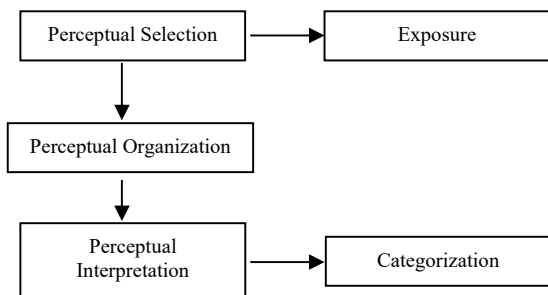 Perceptual Selection
Exposure
Perceptual Organization
Perceptual
Interpretation
Categorization